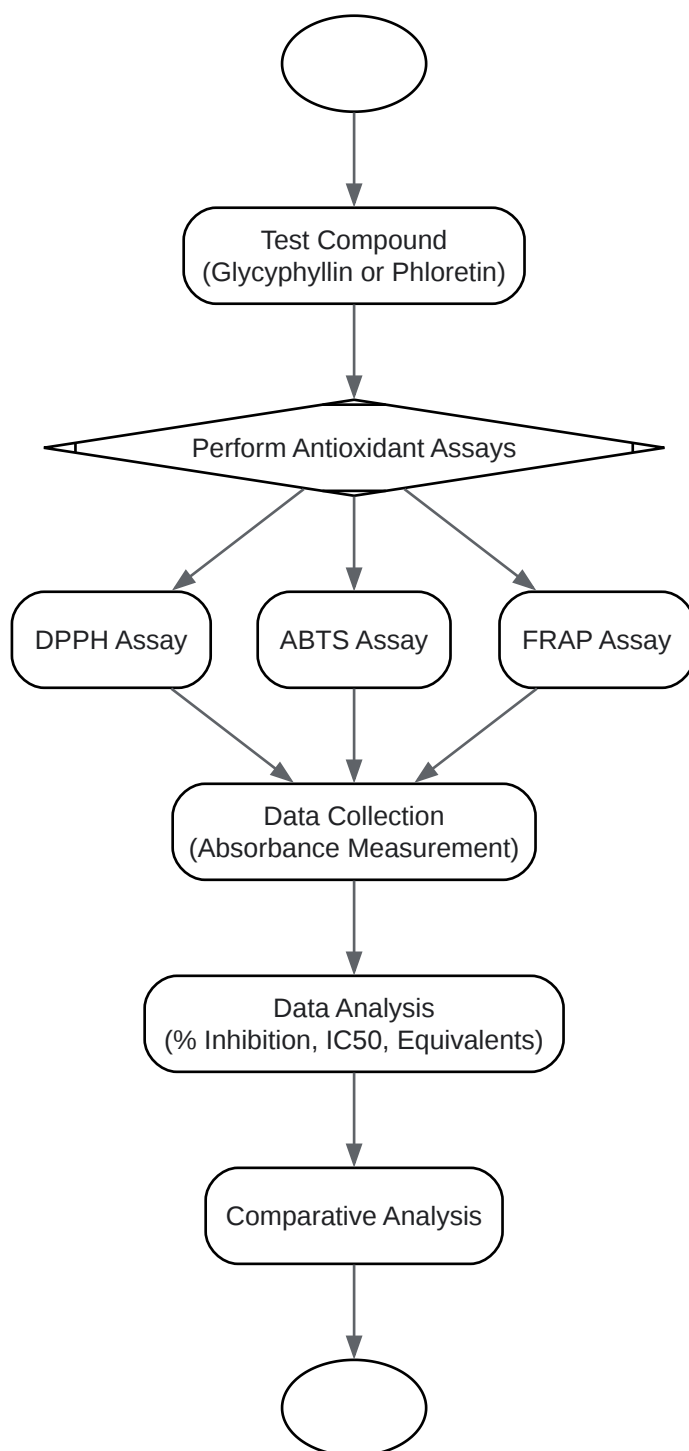 Test Compound
(Glycyphyllin or Phloretin)
Perform Antioxidant Assays
DPPH Assay
ABTS Assay
FRAP Assay
Data Collection
(Absorbance Measurement)
Data Analysis
(% Inhibition, IC50, Equivalents)
Comparative Analysis